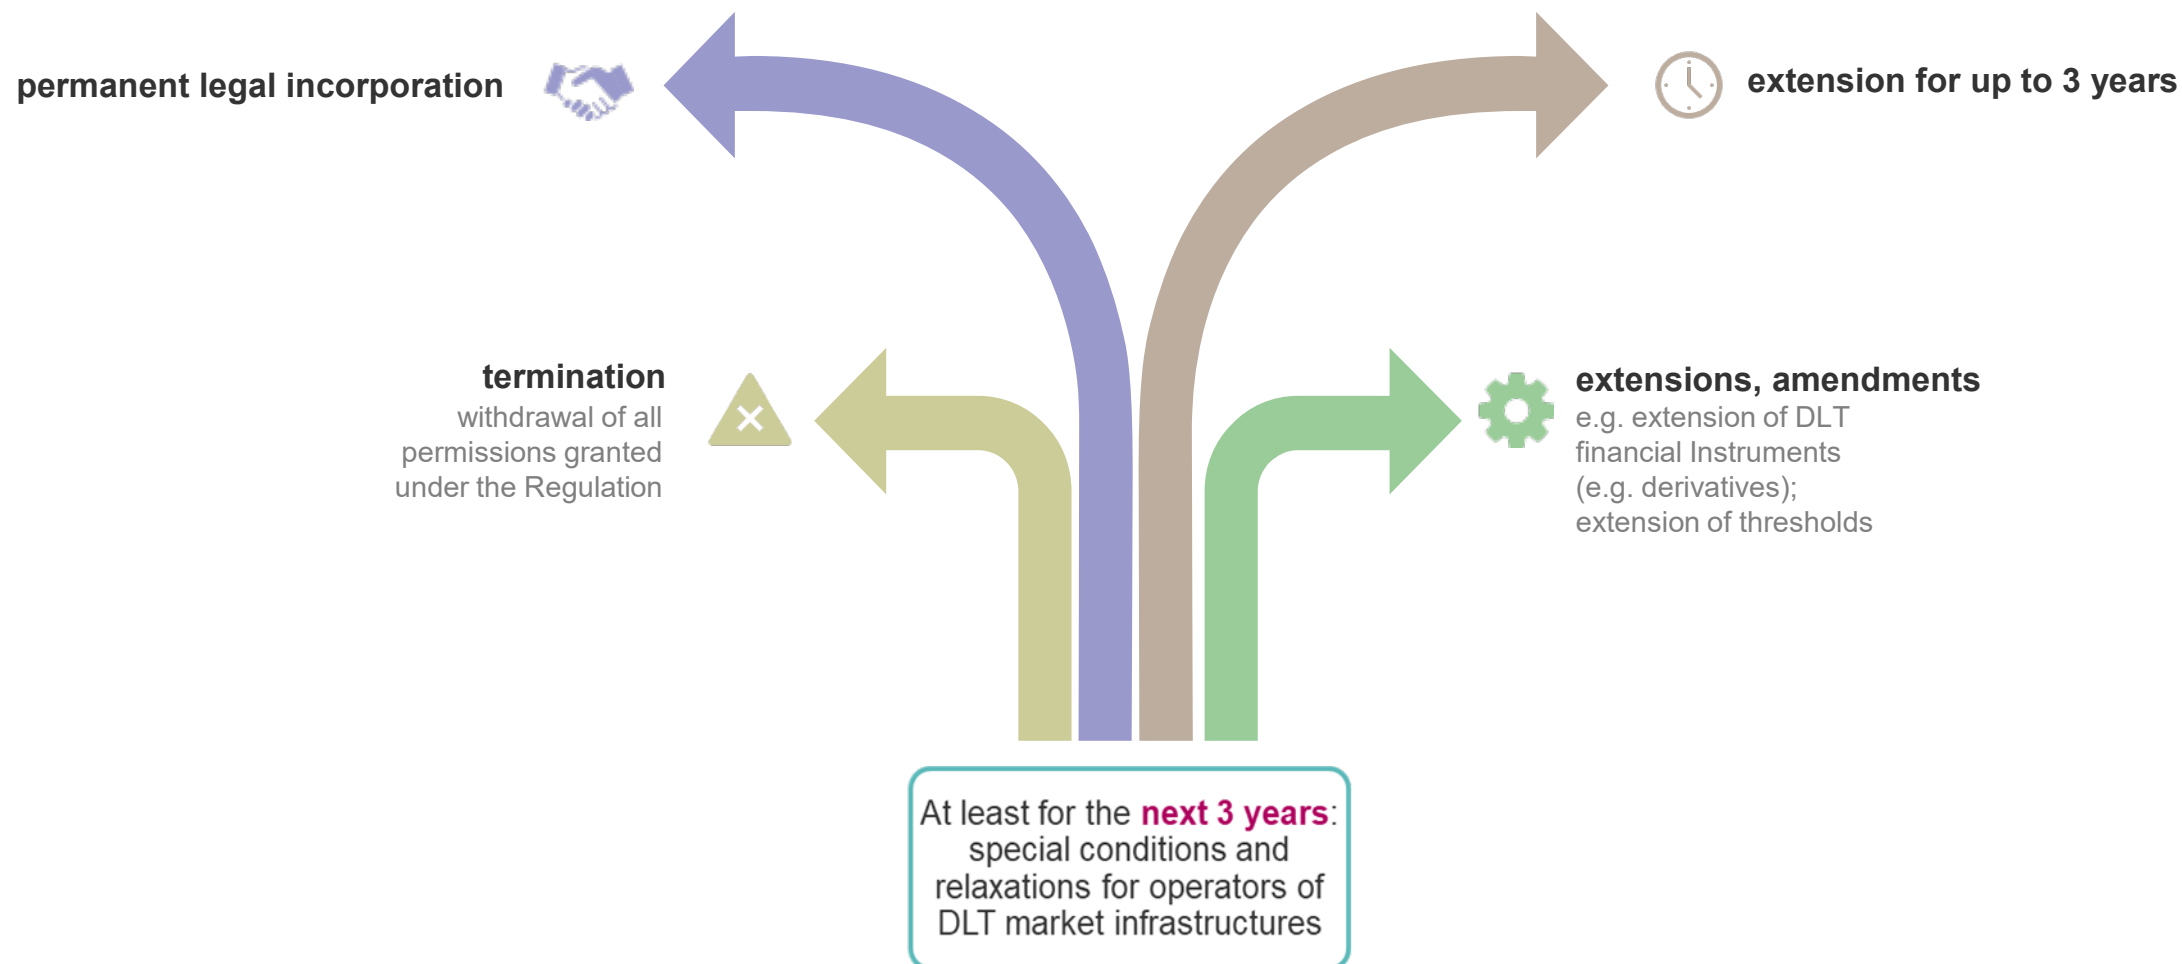 permanent legal incorporation
extension for up to 3 years
termination
withdrawal of all
permissions granted
under the Regulation
extensions, amendments
e.g. extension of DLT
financial Instruments
(e.g. derivatives);
extension of thresholds
At least for the next 3 years:
special conditions and
relaxations for operators of
DLT market infrastructures